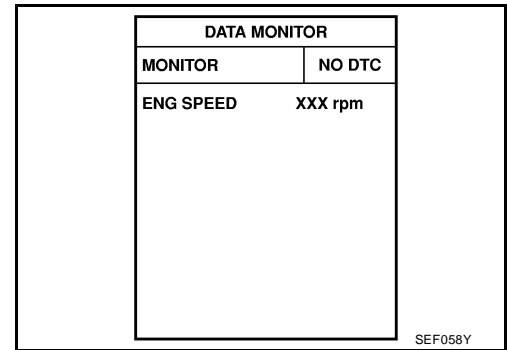 DATA MONITOR
MONITOR NO DTC
ENG SPEED XXX rpm
SEF058Y